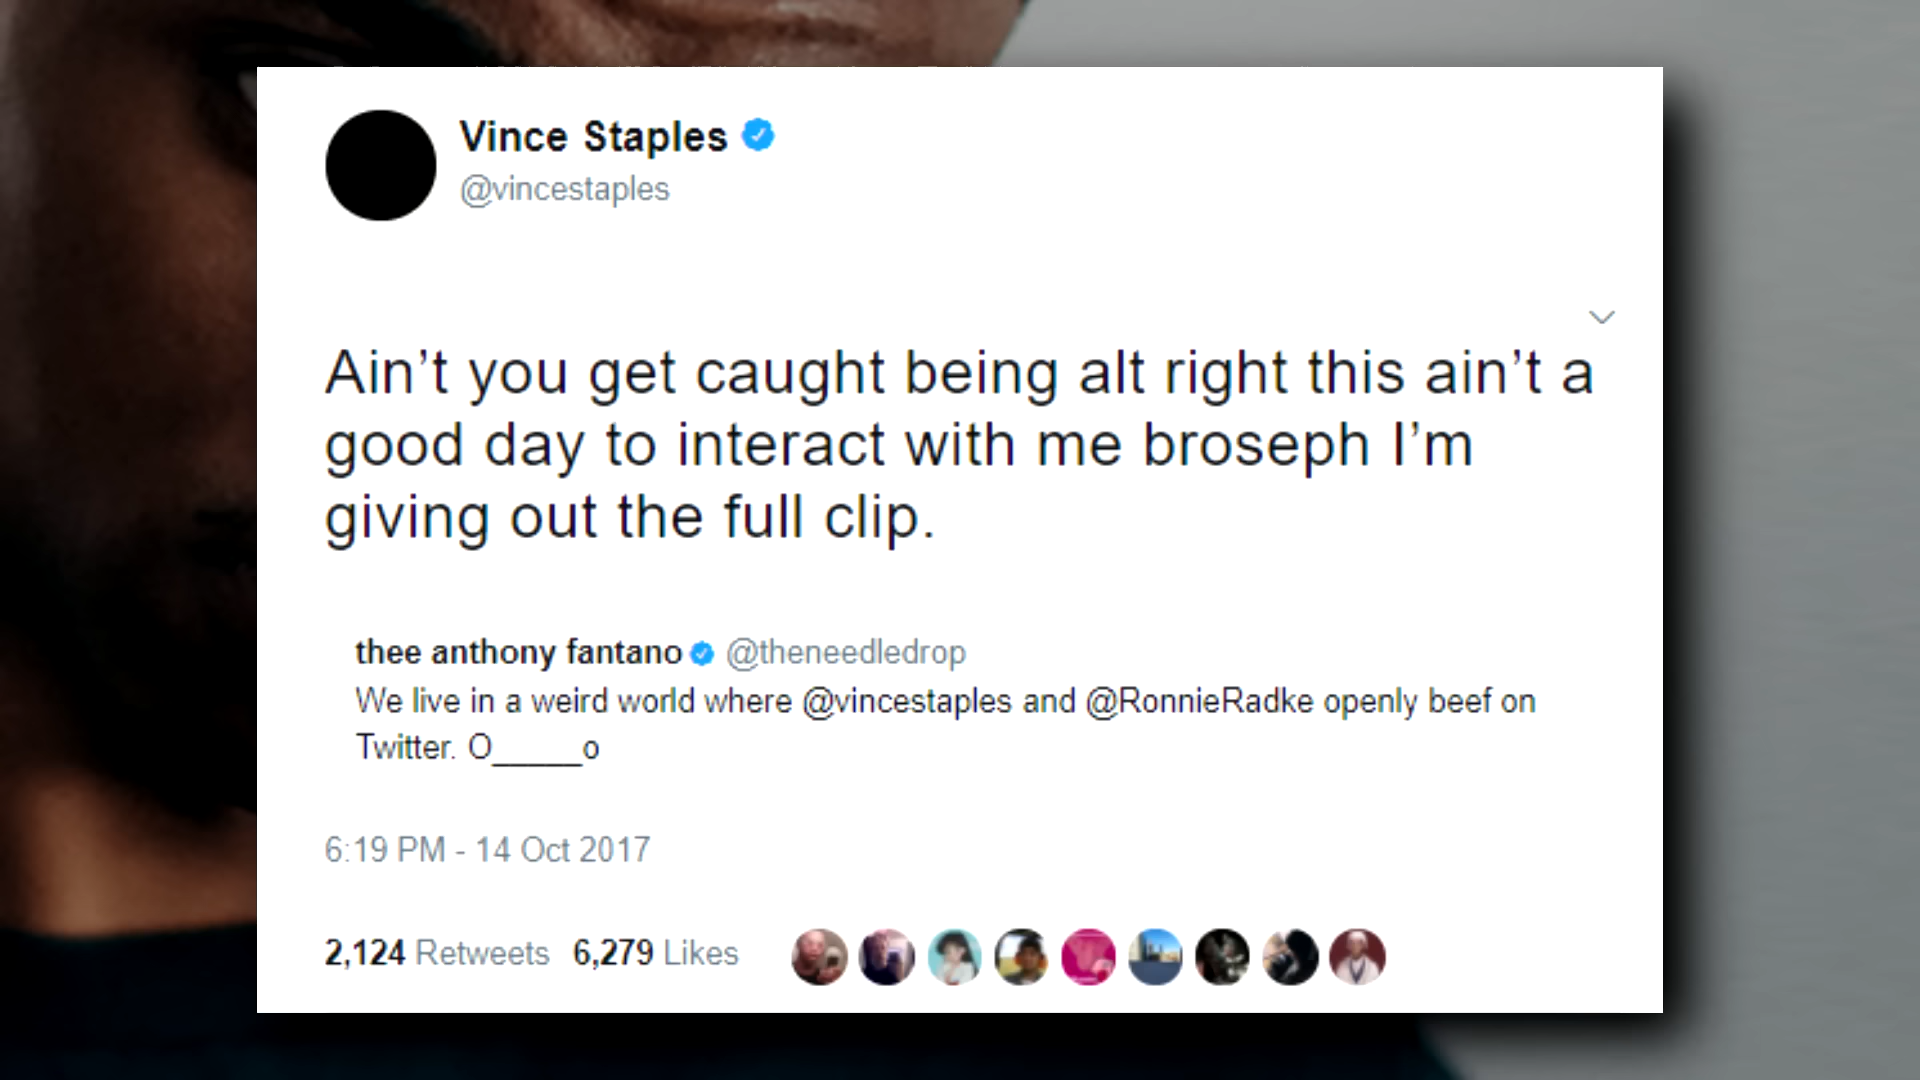 Vince Staples
@vincestaples
Ain’t you get caught being alt right this ain’t a
good day to interact with me broseph I’m
giving out the full clip.
thee anthony fantano @theneedledrop
We live in a weird world where @vincestaples and @RonnieRadke openly beef on
Twitter. O_____o
6:19 PM - 14 Oct 2017
2,124 Retweets 6,279 Likes